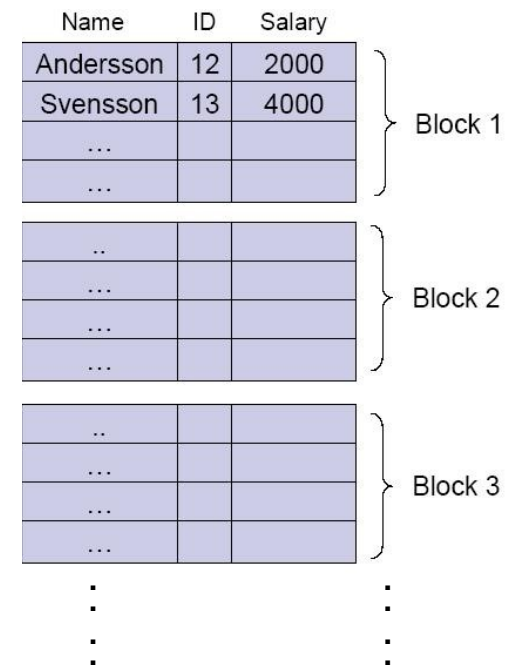 Name ID Salary
Andersson 12 2000
Svensson 13 4000
...
Block 1
...
..
...
Block 2
...
...
..
...
Block 3
...
...